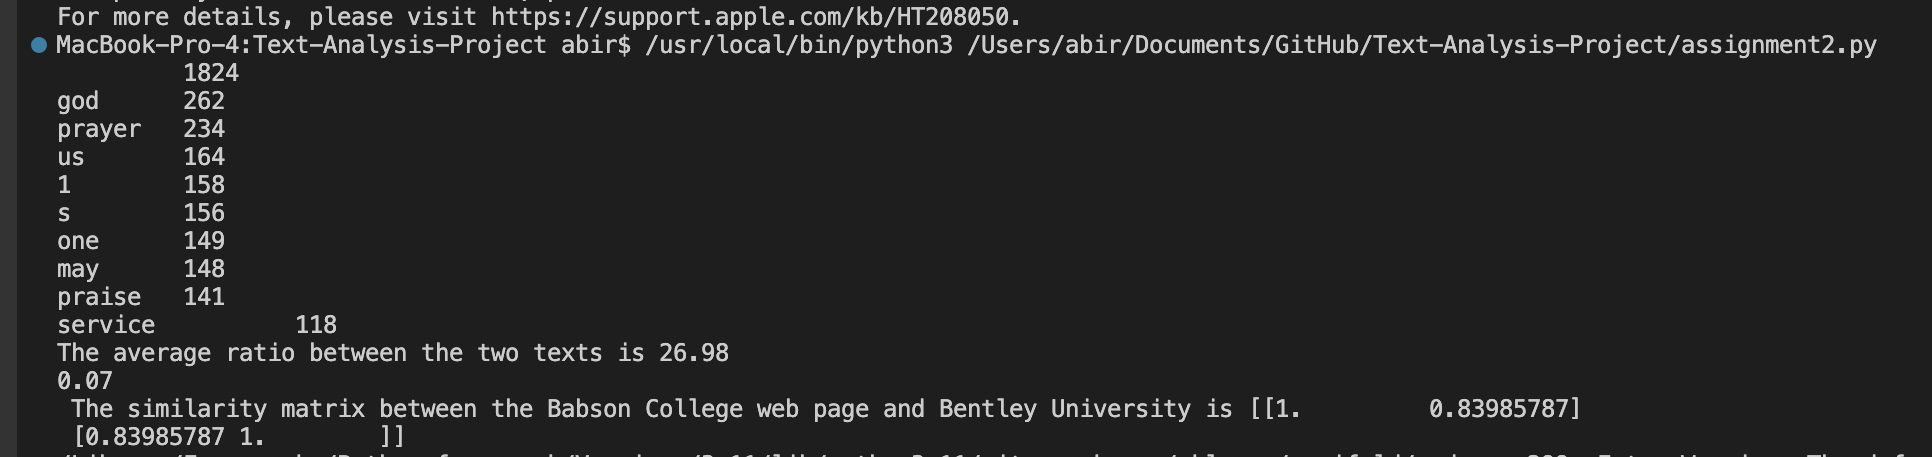 For more details, please visit https://support.apple.com/kb/HT208050.
MacBook-Pro-4:Text-Analysis-Project abir$ /usr/local/bin/python3 /Users/abir/Documents/GitHub/Text-Analysis-Project/assignment2.py
         1824
god      262
prayer   234
us       164
1        158
s        156
one      149
may      148
praise   141
service          118
The average ratio between the two texts is 26.98
0.07
 The similarity matrix between the Babson College web page and Bentley University is [[1.         0.83985787]
 [0.83985787 1.        ]]